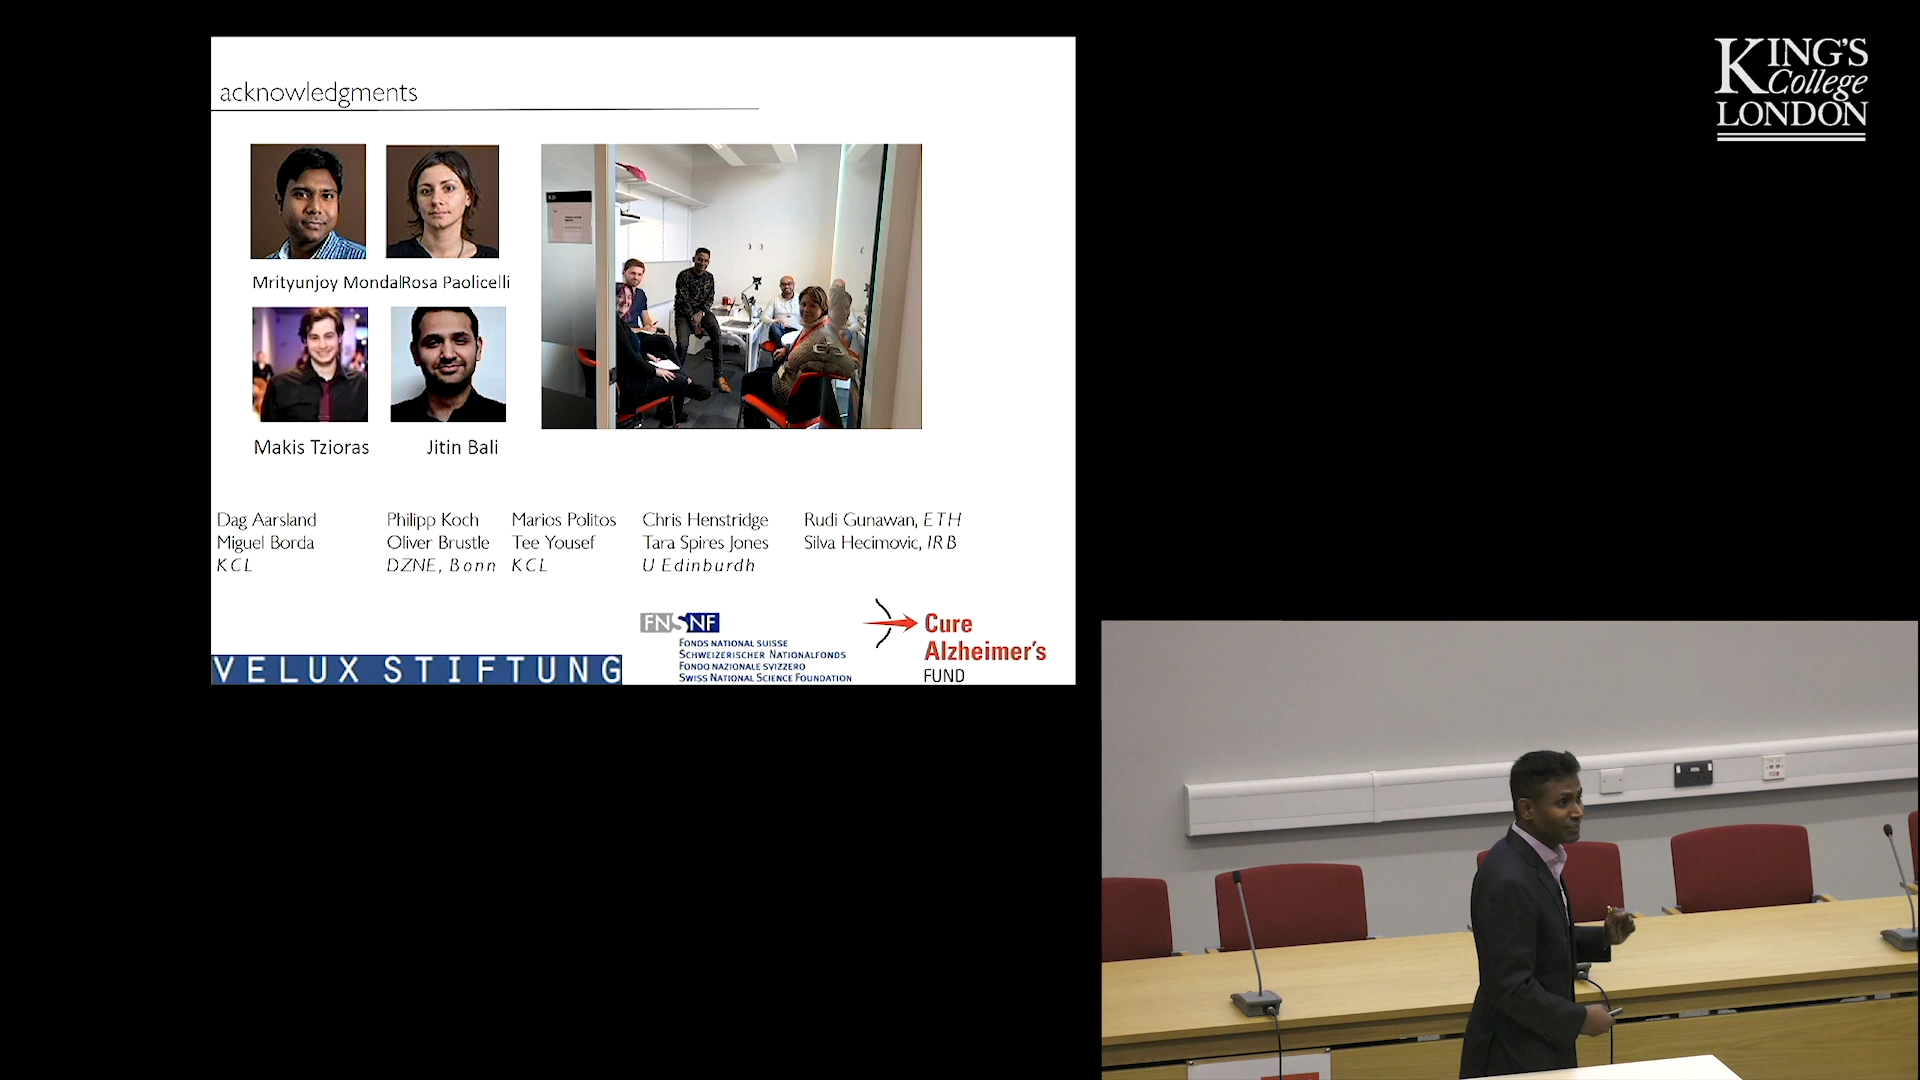 acknowledgments
Mrityunjoy Mondal Rosa Paolicelli
Makis Tzioras Jitin Bali
Dag Aarsland
Miguel Borda
KCL
Philipp Koch
Oliver Brustle
DZNE, Bonn
Marios Politos
Tee Yousef
KCL
Chris Henstridge
Tara Spires Jones
U Edinburdh
Rudi Gunawan, ETH
Silva Hecimovic, IRB
VELUX STIFTUNG
FNSNF
FONDS NATIONAL SUISSE
SCHWEIZERISCHER NATIONALFONDS
FONDO NAZIONALE SVIZZERO
SWISS NATIONAL SCIENCE FOUNDATION
Cure
Alzheimer's
FUND
KING'S
College
LONDON